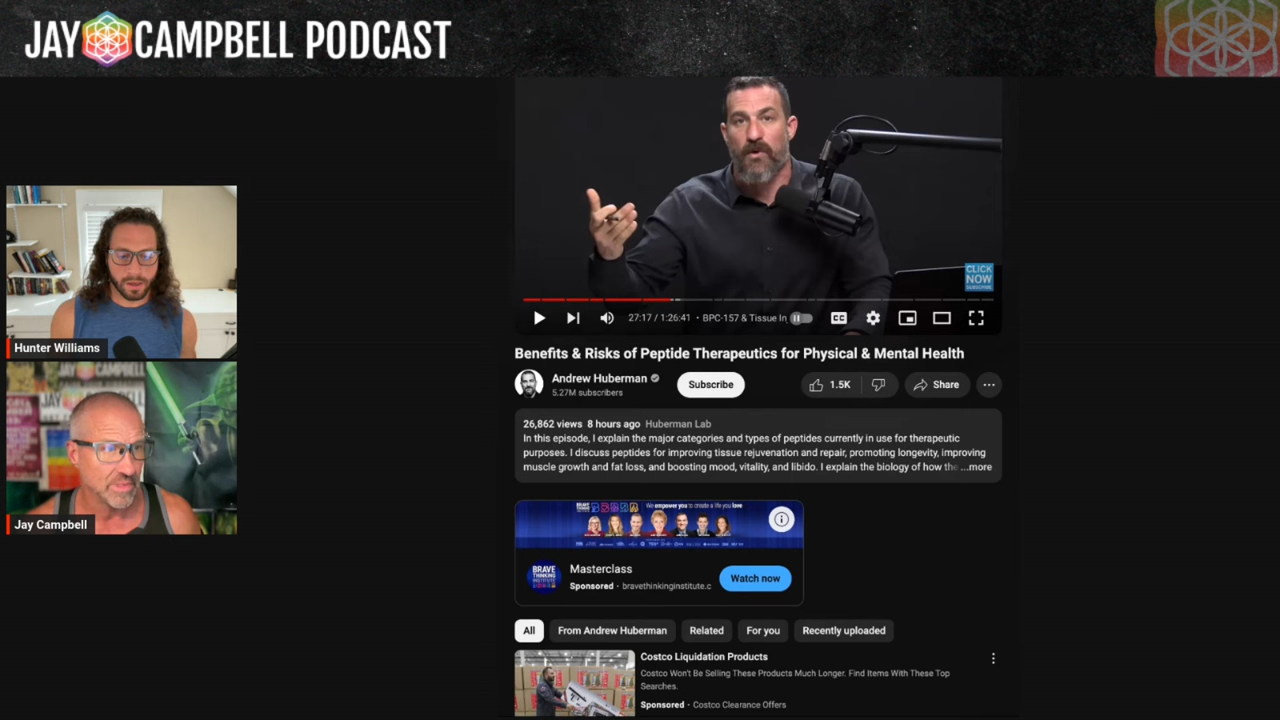 JAY CAMPBELL PODCAST
Hunter Williams
Jay Campbell
CLICK
NOW
SUBSCRIBE
27:17 / 1:26:41 • BPC-157 & Tissue In
CC
Benefits & Risks of Peptide Therapeutics for Physical & Mental Health
Andrew Huberman
5.27M subscribers
Subscribe
1.5K
Share
26,862 views 8 hours ago Huberman Lab
In this episode, I explain the major categories and types of peptides currently in use for therapeutic
purposes. I discuss peptides for improving tissue rejuvenation and repair, promoting longevity, improving
muscle growth and fat loss, and boosting mood, vitality, and libido. I explain the biology of how the ...more
We empower you to create a life you love
BRAVE
THINKING
INSTITUTE
Masterclass
Sponsored • bravethinkinginstitute.c
Watch now
All
From Andrew Huberman
Related
For you
Recently uploaded
Costco Liquidation Products
Costco Won't Be Selling These Products Much Longer. Find Items With These Top
Searches.
Sponsored • Costco Clearance Offers